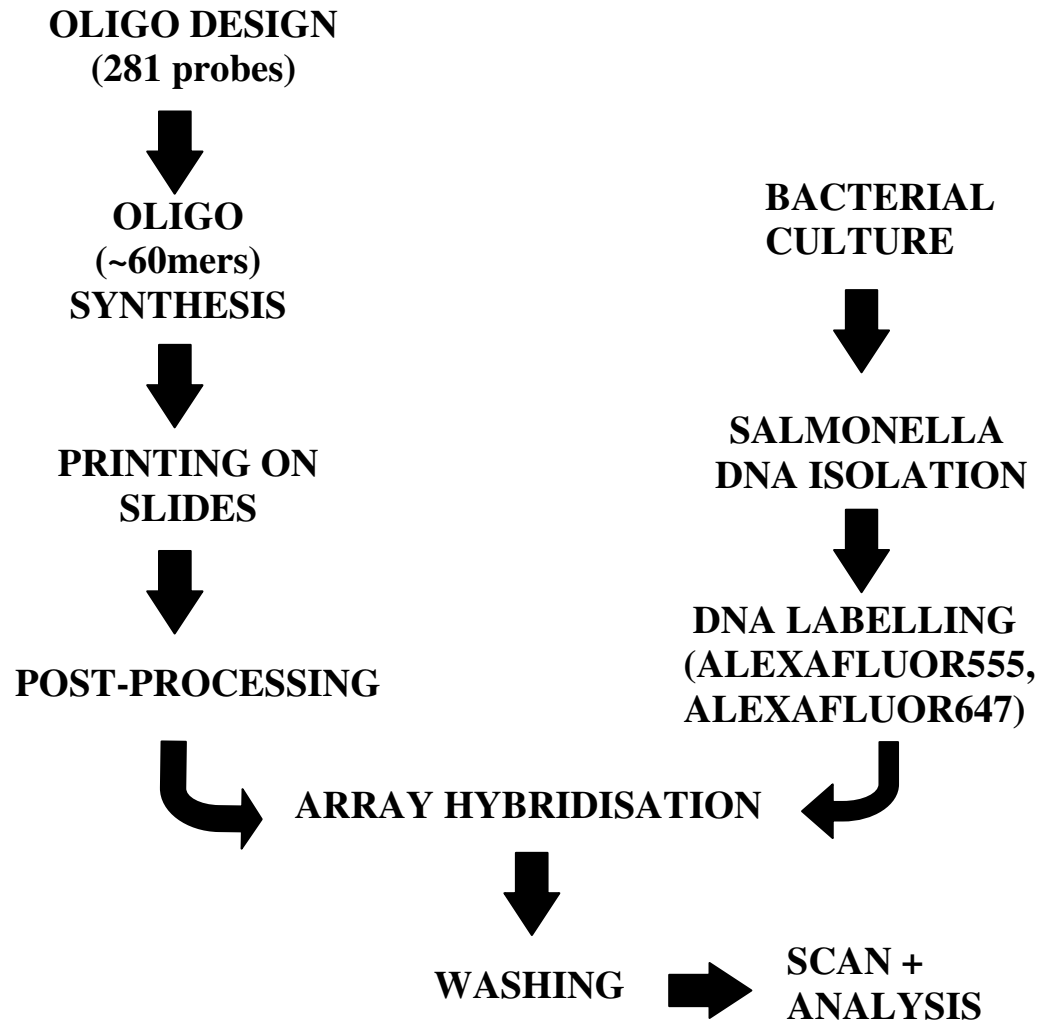 OLIGO DESIGN
(281 probes)
OLIGO
(~60mers)
SYNTHESIS
PRINTING ON
SLIDES
POST-PROCESSING
BACTERIAL
CULTURE
SALMONELLA
DNA ISOLATION
DNA LABELLING
(ALEXAFLUOR555,
ALEXAFLUOR647)
ARRAY HYBRIDISATION
WASHING
SCAN +
ANALYSIS